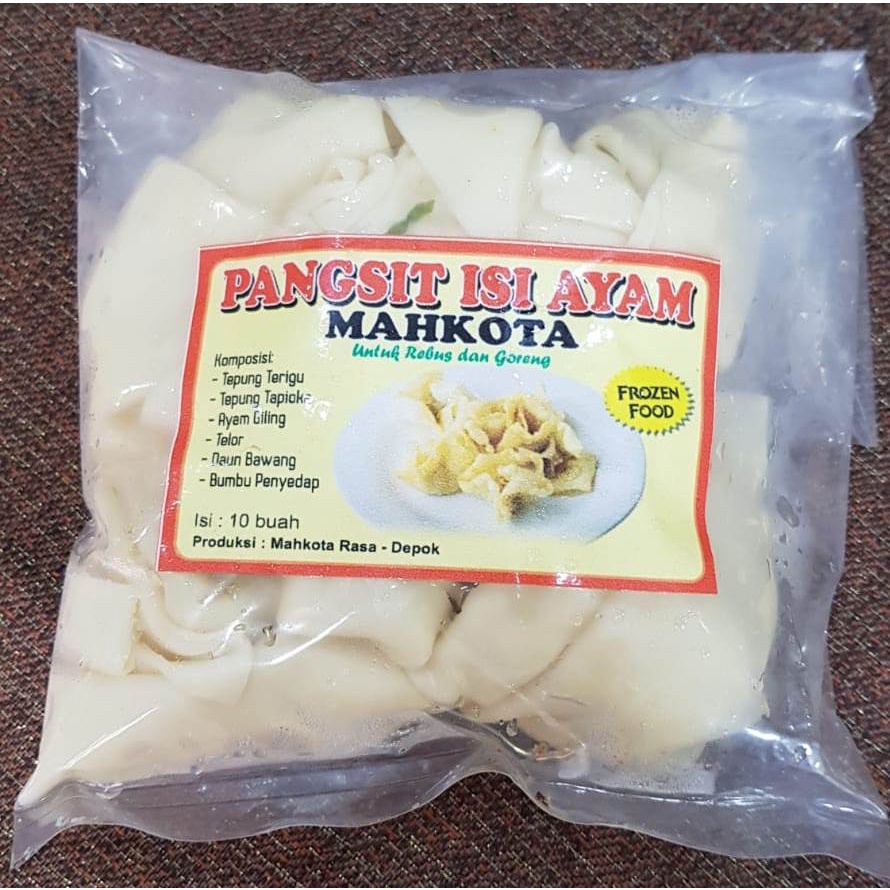 PANGSIT ISI AYAM
MAHKOTA
Untuk Rebus dan Goreng
Komposisi:
- Tepung Terigu
- Tepung Tapioka
- Ayam Giling
- Telor
- Daun Bawang
- Bumbu Penyedap
FROZEN
FOOD
Isi : 10 buah
Produksi : Mahkota Rasa - Depok